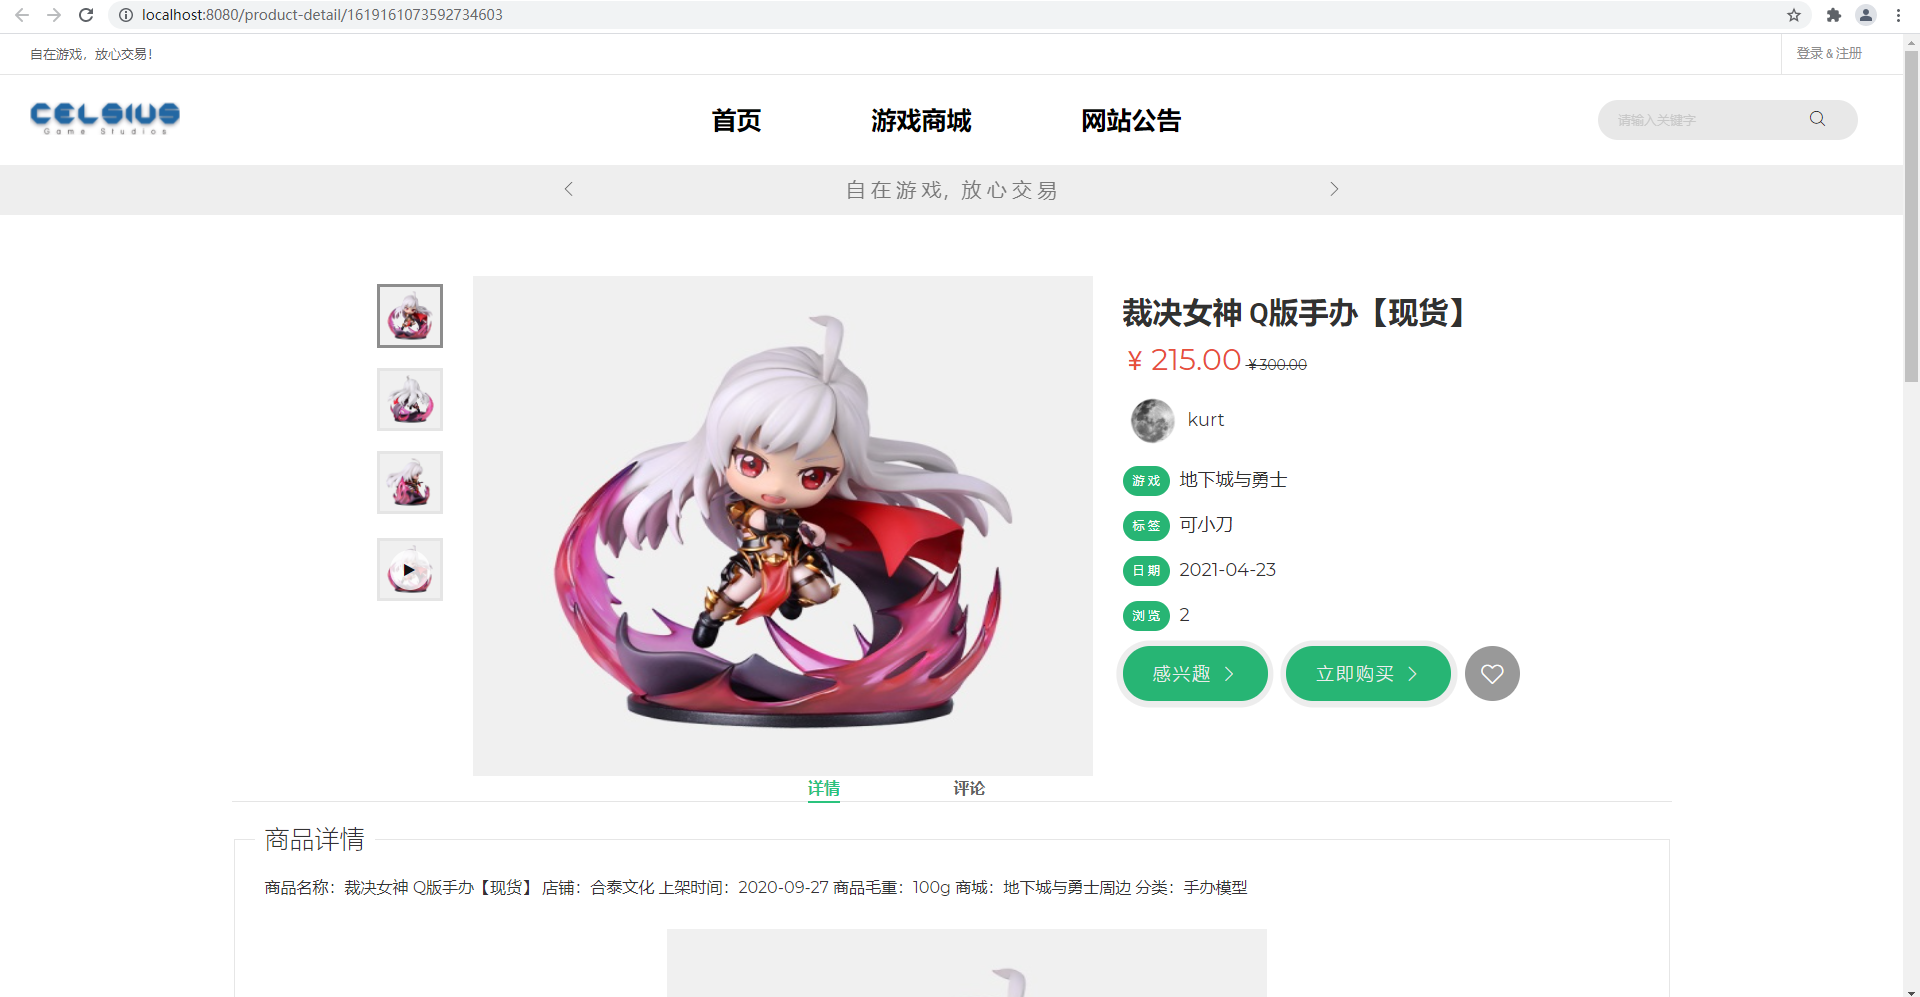 localhost:8080/product-detail/1619161073592734603
自在游戏，放心交易！
登录 & 注册
CELSIUS
Game Studios
首页
游戏商城
网站公告
请输入关键字
自在游戏, 放心交易
裁决女神 Q版手办【现货】
¥ 215.00 ¥ 300.00
kurt
游戏 地下城与勇士
标签 可小刀
日期 2021-04-23
浏览 2
感兴趣
立即购买
详情
评论
商品详情
商品名称：裁决女神 Q版手办【现货】 店铺：合泰文化 上架时间：2020-09-27 商品毛重：100g 商城：地下城与勇士周边 分类：手办模型